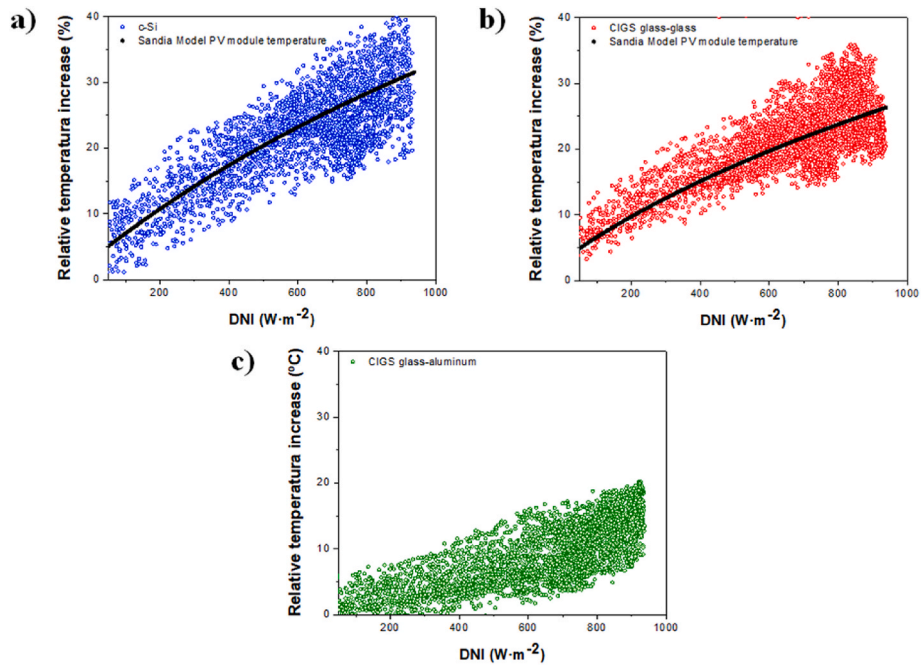 a)
c-Si
Sandia Model PV module temperature
Relative temperatura increase (%)
40
30
20
10
0
200
400
600
800
1000
DNI (W·m⁻²)
b)
CIGS glass-glass
Sandia Model PV module temperature
Relative temperatura increase (%)
40
30
20
10
0
200
400
600
800
1000
DNI (W·m⁻²)
c)
CIGS glass-aluminum
Relative temperatura increase (ºC)
40
30
20
10
0
200
400
600
800
1000
DNI (W·m⁻²)